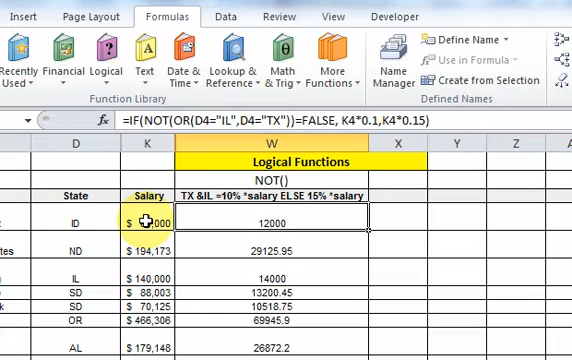 Insert Page Layout Formulas Data Review View Developer
Recently Used Financial Logical Text Date & Time Lookup & Reference Math & Trig More Functions Name Manager Define Name Use in Formula Create from Selection
Function Library Defined Names
fx =IF(NOT(OR(D4="IL",D4="TX"))=FALSE, K4*0.1,K4*0.15)
D K W X Y Z
Logical Functions
NOT()
State Salary TX &IL =10% *salary ELSE 15% *salary
ID $ 000 12000
ND $ 194,173 29125.95
IL $ 140,000 14000
SD $ 88,003 13200.45
SD $ 70,125 10518.75
OR $ 466,306 69945.9
AL $ 179,148 26872.2